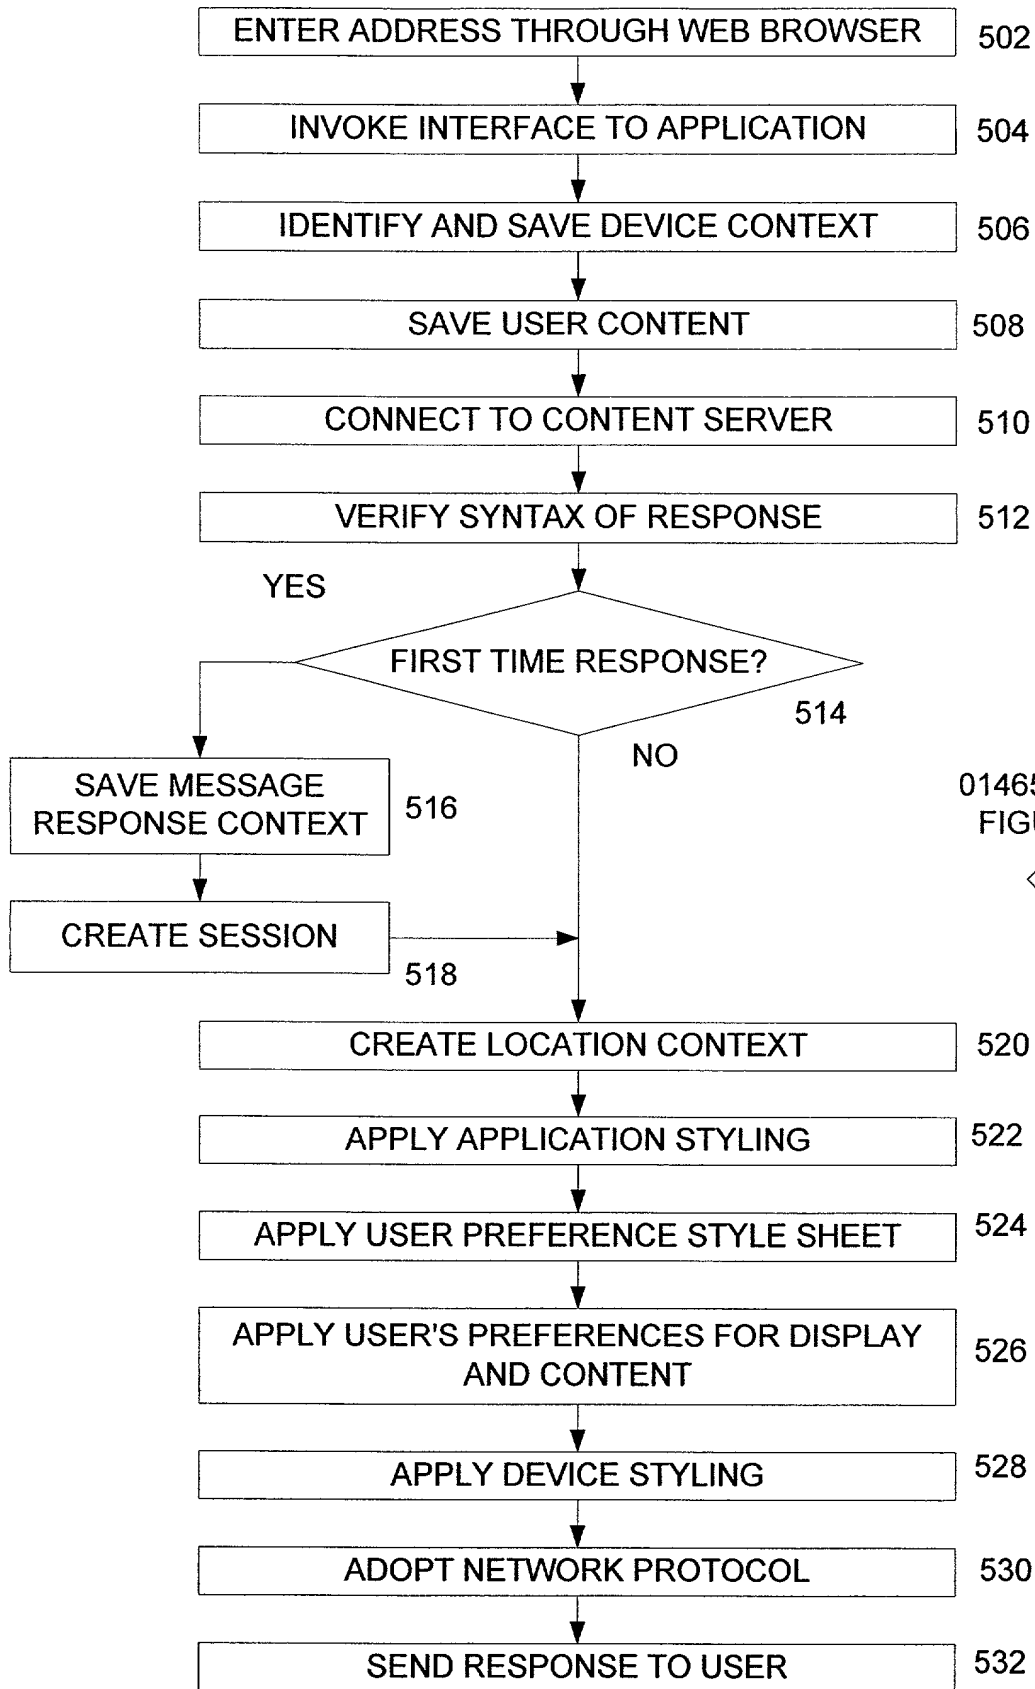 ENTER ADDRESS THROUGH WEB BROWSER 502
INVOKE INTERFACE TO APPLICATION 504
IDENTIFY AND SAVE DEVICE CONTEXT 506
SAVE USER CONTENT 508
CONNECT TO CONTENT SERVER 510
VERIFY SYNTAX OF RESPONSE 512
YES
FIRST TIME RESPONSE?
514
NO
SAVE MESSAGE
RESPONSE CONTEXT
516
01465
FIGU
CREATE SESSION
518
CREATE LOCATION CONTEXT 520
APPLY APPLICATION STYLING 522
APPLY USER PREFERENCE STYLE SHEET 524
APPLY USER'S PREFERENCES FOR DISPLAY
AND CONTENT
526
APPLY DEVICE STYLING 528
ADOPT NETWORK PROTOCOL 530
SEND RESPONSE TO USER 532